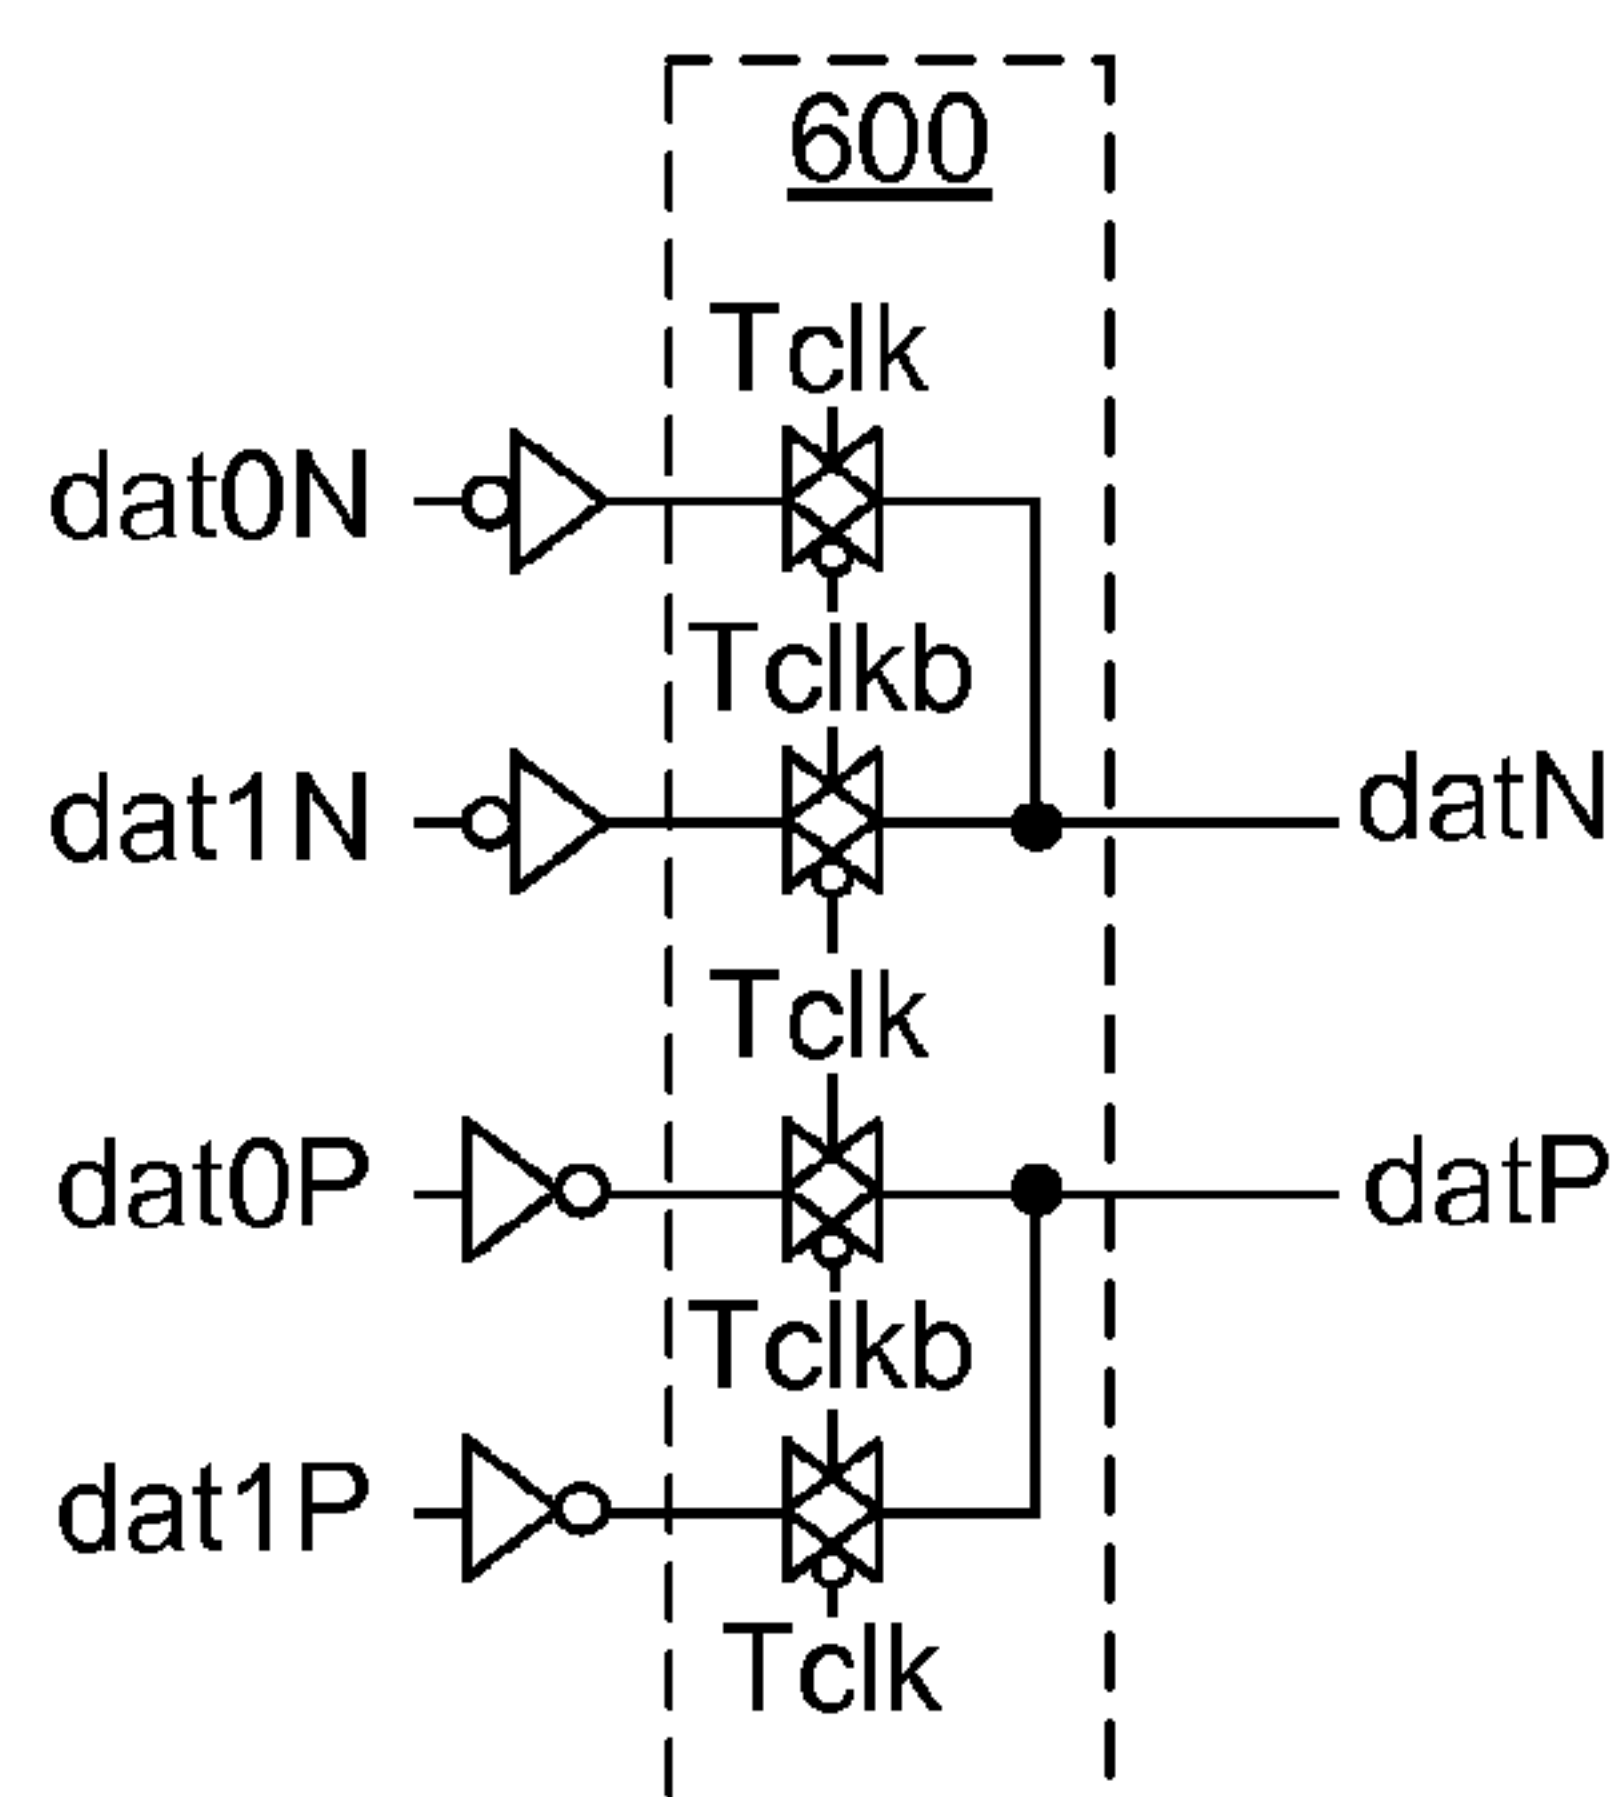 600
Tclk
dat0N
Tclkb
dat1N
datN
Tclk
dat0P
datP
Tclkb
dat1P
Tclk